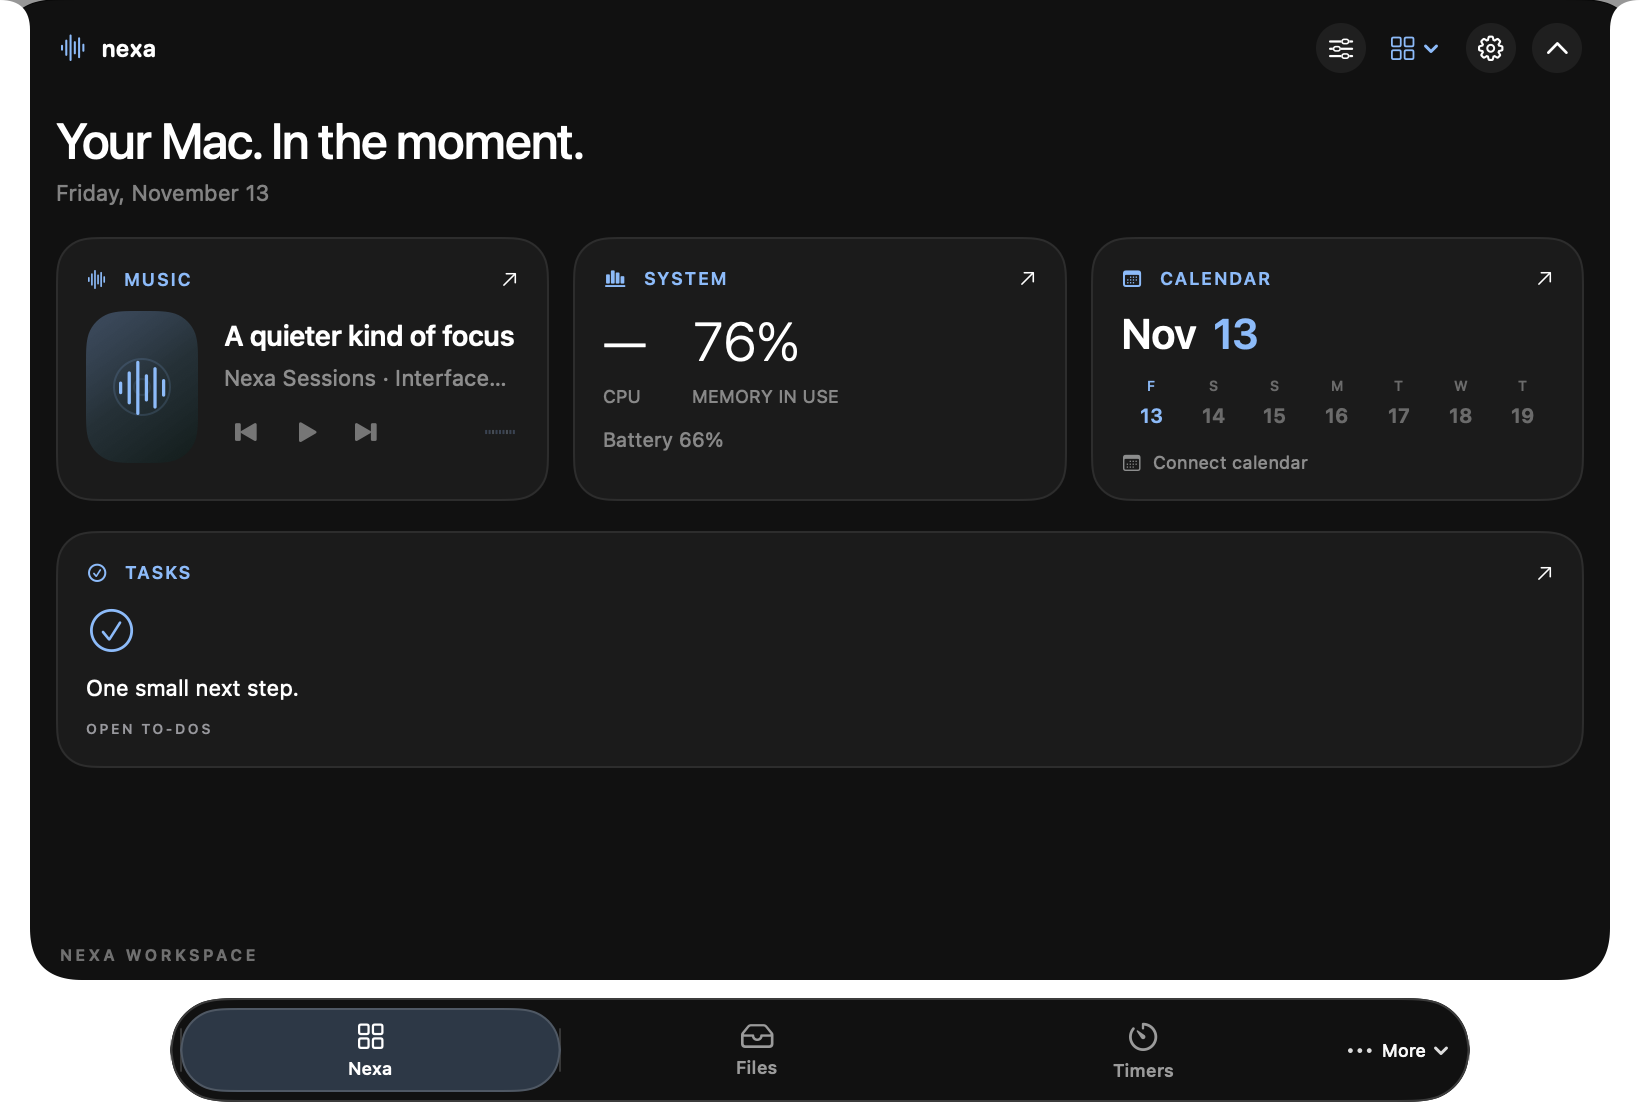 nexa
Your Mac. In the moment.
Friday, November 13
MUSIC
A quieter kind of focus
Nexa Sessions · Interface...
SYSTEM
— 76%
CPU MEMORY IN USE
Battery 66%
CALENDAR
Nov 13
F S S M T W T
13 14 15 16 17 18 19
Connect calendar
TASKS
One small next step.
OPEN TO-DOS
NEXA WORKSPACE
Nexa
Files
Timers
More